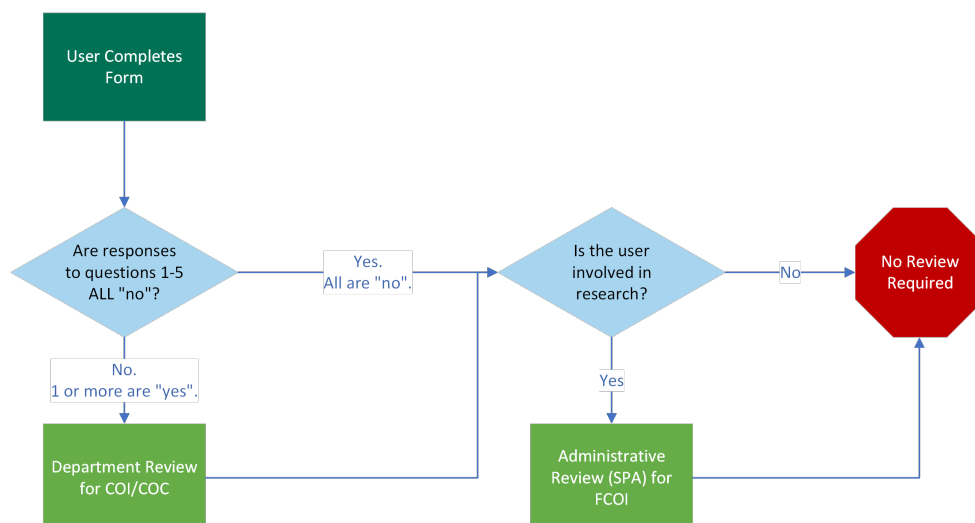 User Completes
Form
Are responses
to questions 1-5
ALL "no"?
Yes.
All are "no".
Is the user
involved in
research?
No
No Review
Required
No.
1 or more are "yes".
Yes
Department Review
for COI/COC
Administrative
Review (SPA) for
FCOI